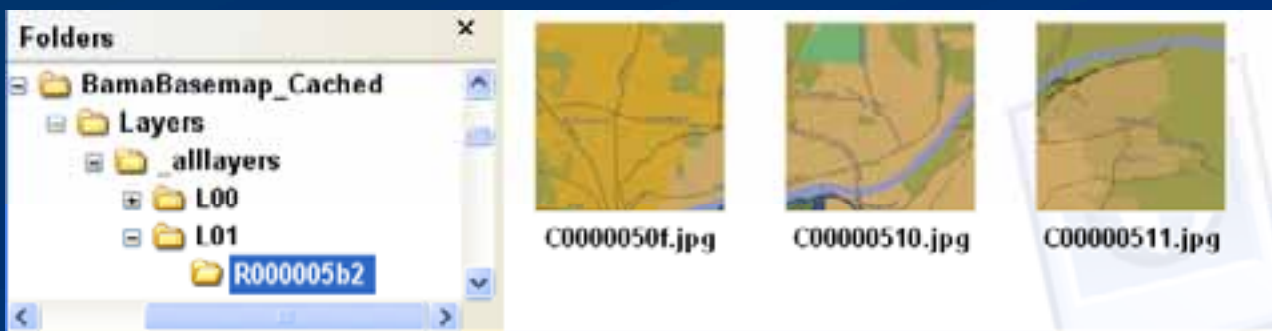 Folders ×
BamaBasemap_Cached
Layers
_alllayers
L00
L01
R000005b2
C0000050f.jpg
C00000510.jpg
C00000511.jpg